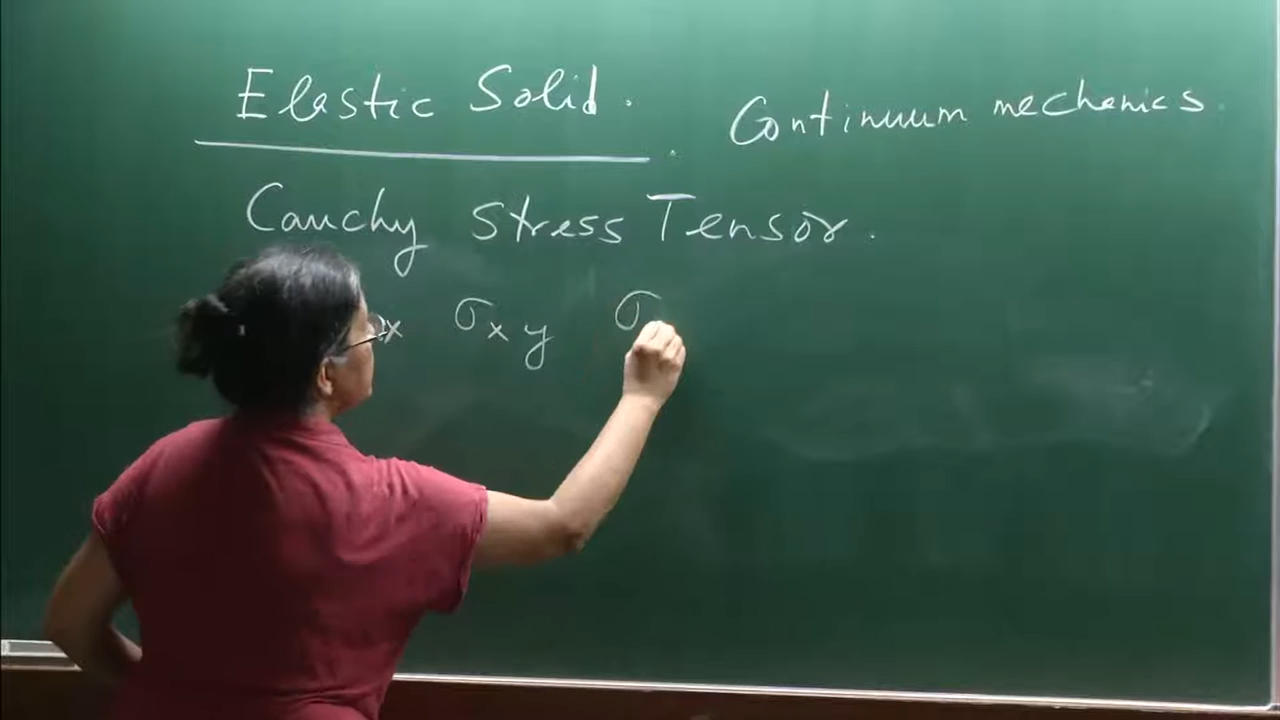 Elastic Solid. Continuum mechanics.
Cauchy Stress Tensor.
x σxy σ